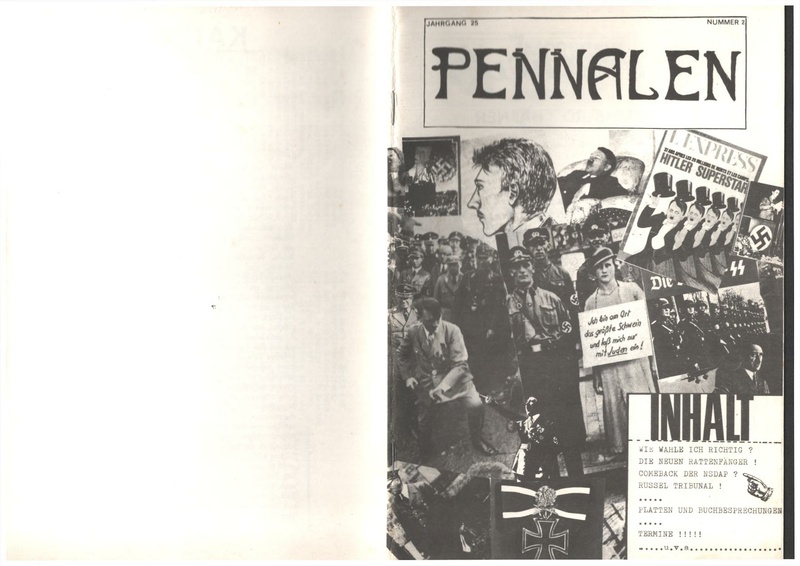 JAHRGANG 25
NUMMER 2
PENNALEN
L'EXPRESS
HITLER SUPERSTAR
Die
Ich bin am Ort
das größte Schwein
und laß mich nur
mit Juden ein!
INHALT
WIE WÄHLE ICH RICHTIG ?
DIE NEUEN RATTENFÄNGER !
COMEBACK DER NSDAP ?
RUSSEL TRIBUNAL !
.....
PLATTEN UND BUCHBESPRECHUNGEN
.....
TERMINE !!!!!
.....u.v.a....................